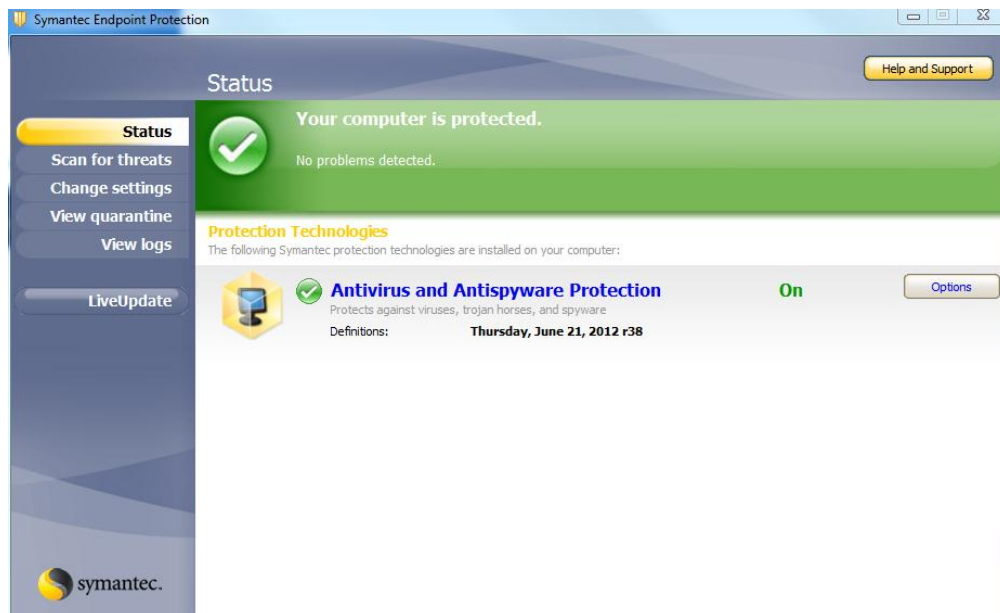 Symantec Endpoint Protection
Help and Support
Status
Status
Scan for threats
Change settings
View quarantine
View logs
LiveUpdate
Your computer is protected.
No problems detected.
Protection Technologies
The following Symantec protection technologies are installed on your computer:
Antivirus and Antispyware Protection On Options
Protects against viruses, trojan horses, and spyware
Definitions: Thursday, June 21, 2012 r38
symantec.